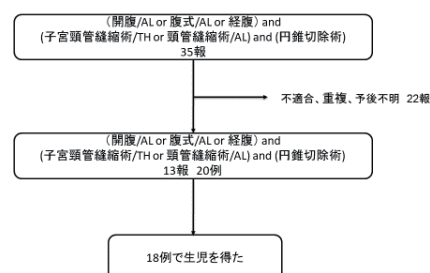 （開腹/AL or 腹式/AL or 経腹） and
(子宮頸管縫縮術/TH or 頸管縫縮術/AL) and (円錐切除術)
35報
不適合、重複、予後不明 22報
（開腹/AL or 腹式/AL or 経腹） and
(子宮頸管縫縮術/TH or 頸管縫縮術/AL) and (円錐切除術)
13報 20例
18例で生児を得た